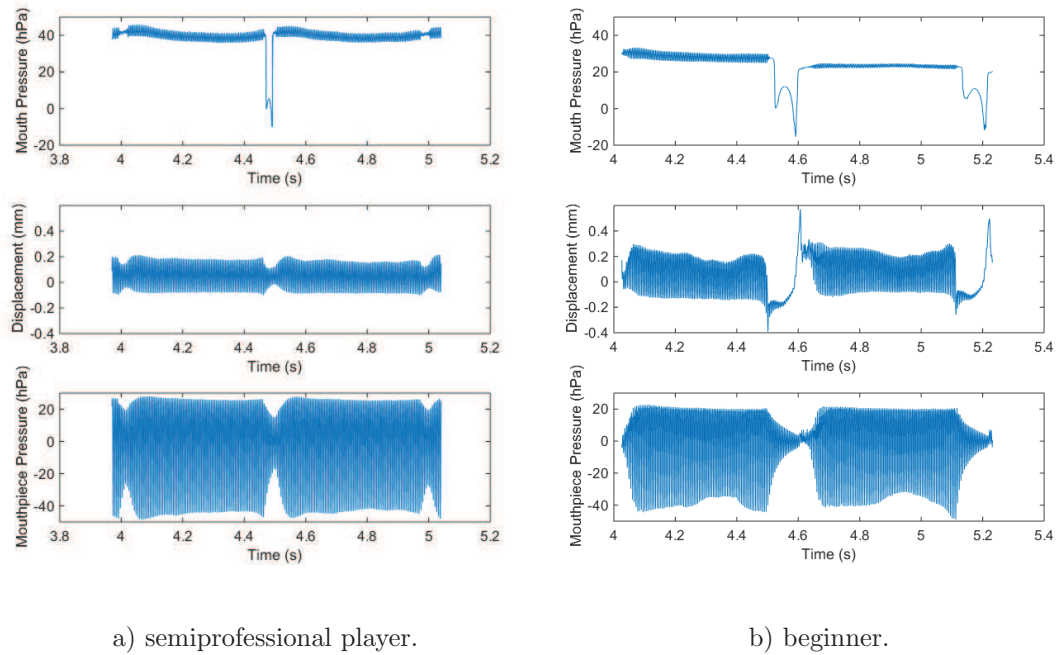 Mouth Pressure (hPa)
40
20
0
-20
3.8 4 4.2 4.4 4.6 4.8 5 5.2
Time (s)
Displacement (mm)
0.4
0.2
0
-0.2
-0.4
3.8 4 4.2 4.4 4.6 4.8 5 5.2
Time (s)
Mouthpiece Pressure (hPa)
20
0
-20
-40
3.8 4 4.2 4.4 4.6 4.8 5 5.2
Time (s)
a) semiprofessional player.
Mouth Pressure (hPa)
40
20
0
-20
4 4.2 4.4 4.6 4.8 5 5.2 5.4
Time (s)
Displacement (mm)
0.4
0.2
0
-0.2
-0.4
4 4.2 4.4 4.6 4.8 5 5.2 5.4
Time (s)
Mouthpiece Pressure (hPa)
20
0
-20
-40
4 4.2 4.4 4.6 4.8 5 5.2 5.4
Time (s)
b) beginner.